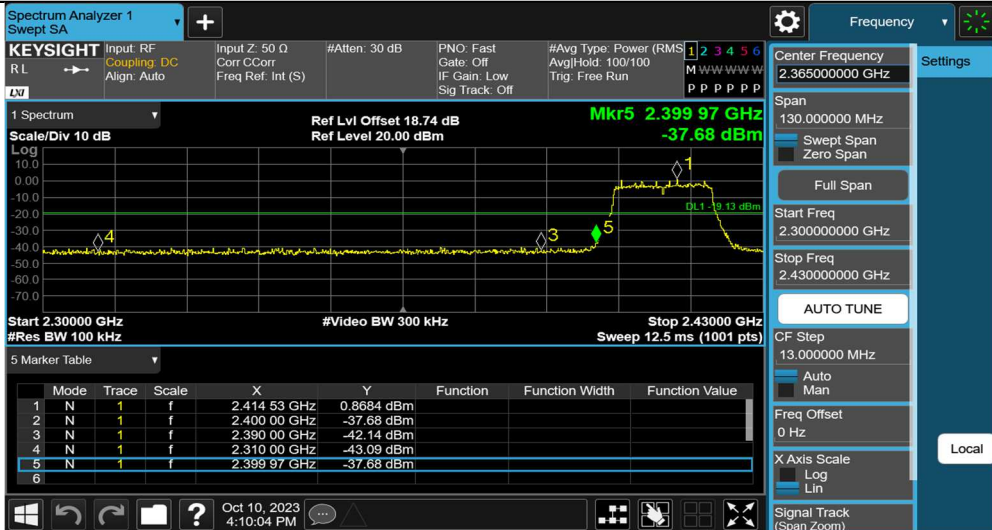 Spectrum Analyzer 1
Swept SA
Frequency
KEYSIGHT
Input: RF
Input Z: 50 Ω
#Atten: 30 dB
PNO: Fast
#Avg Type: Power (RMS
1 2 3 4 5 6
RL
Coupling: DC
Corr CCorr
Gate: Off
Avg|Hold: 100/100
M W W W W W
Align: Auto
Freq Ref: Int (S)
IF Gain: Low
Trig: Free Run
LXI
Sig Track: Off
P P P P P P
1 Spectrum
Ref Lvl Offset 18.74 dB
Mkr5 2.399 97 GHz
Scale/Div 10 dB
Ref Level 20.00 dBm
-37.68 dBm
Log
10.0
0.00
-10.0
-20.0
-30.0
-40.0
-50.0
-60.0
-70.0
1
DL1 -19.13 dBm
5
3
4
Start 2.30000 GHz
#Video BW 300 kHz
Stop 2.43000 GHz
#Res BW 100 kHz
Sweep 12.5 ms (1001 pts)
5 Marker Table
Mode Trace Scale X Y Function Function Width Function Value
1 N 1 f 2.414 53 GHz 0.8684 dBm
2 N 1 f 2.400 00 GHz -37.68 dBm
3 N 1 f 2.390 00 GHz -42.14 dBm
4 N 1 f 2.310 00 GHz -43.09 dBm
5 N 1 f 2.399 97 GHz -37.68 dBm
6
?
Oct 10, 2023
4:10:04 PM
Center Frequency
2.365000000 GHz
Settings
Span
130.000000 MHz
Swept Span
Zero Span
Full Span
Start Freq
2.300000000 GHz
Stop Freq
2.430000000 GHz
AUTO TUNE
CF Step
13.000000 MHz
Auto
Man
Freq Offset
0 Hz
Local
X Axis Scale
Log
Lin
Signal Track
(Span Zoom)